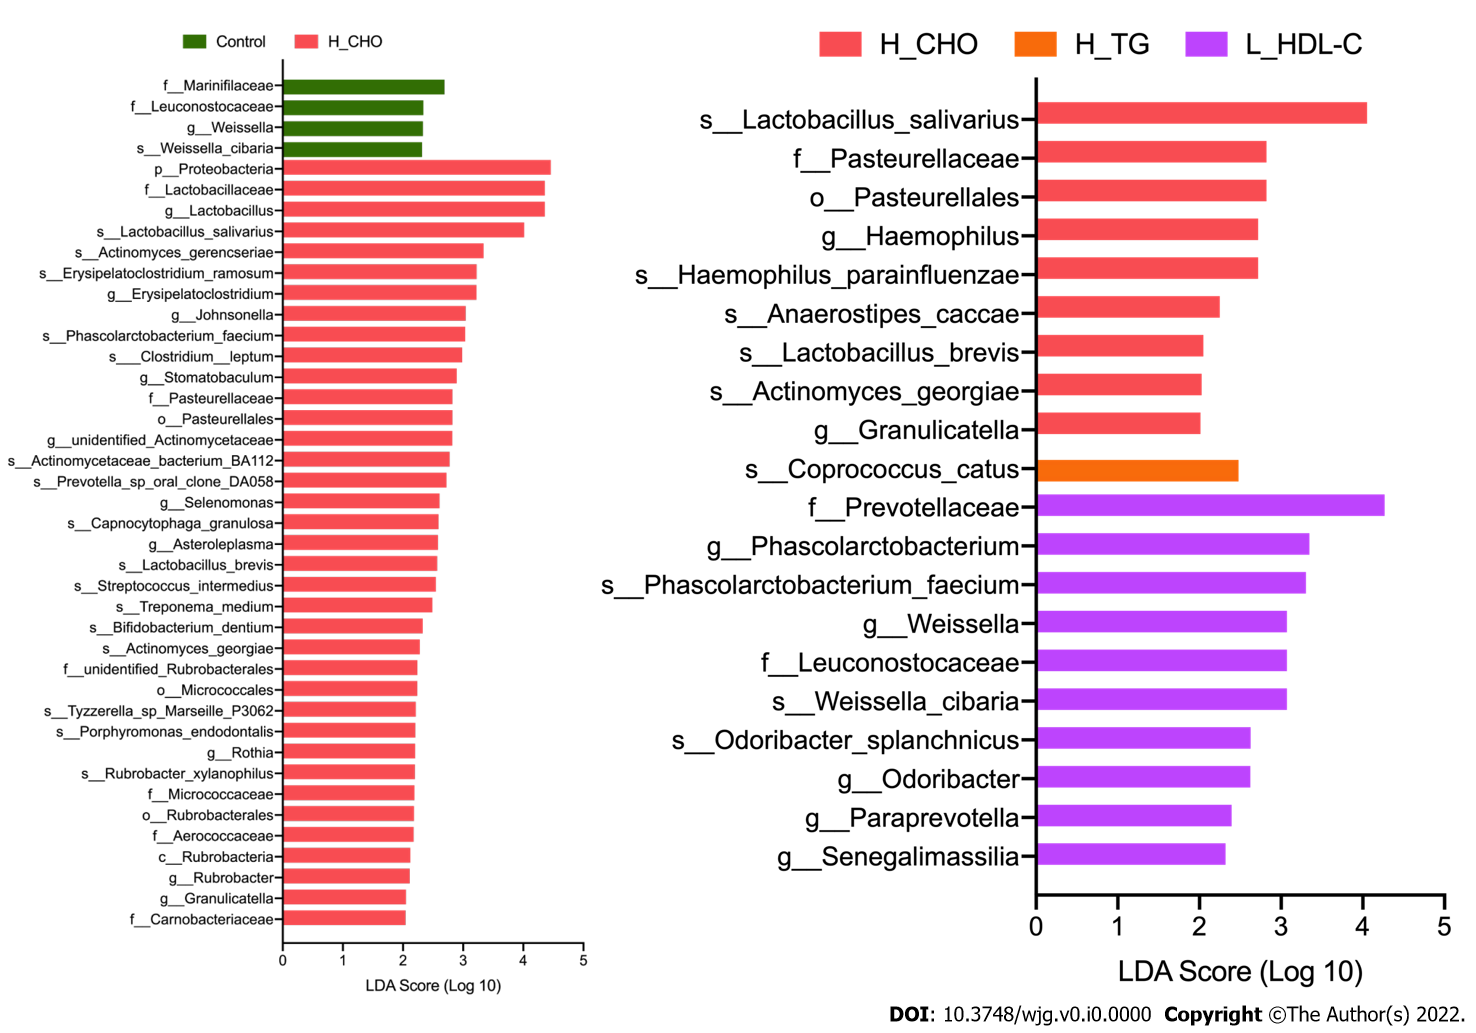 Control H_CHO
f__Marinifilaceae
f__Leuconostocaceae
g__Weissella
s__Weissella_cibaria
p__Proteobacteria
f__Lactobacillaceae
g__Lactobacillus
s__Lactobacillus_salivarius
s__Actinomyces_gerencseriae
s__Erysipelatoclostridium_ramosum
g__Erysipelatoclostridium
g__Johnsonella
s__Phascolarctobacterium_faecium
s___Clostridium__leptum
g__Stomatobaculum
f__Pasteurellaceae
o__Pasteurellales
g__unidentified_Actinomycetaceae
s__Actinomycetaceae_bacterium_BA112
s__Prevotella_sp_oral_clone_DA058
g__Selenomonas
s__Capnocytophaga_granulosa
g__Asteroleplasma
s__Lactobacillus_brevis
s__Streptococcus_intermedius
s__Treponema_medium
s__Bifidobacterium_dentium
s__Actinomyces_georgiae
f__unidentified_Rubrobacterales
o__Micrococcales
s__Tyzzerella_sp_Marseille_P3062
s__Porphyromonas_endodontalis
g__Rothia
s__Rubrobacter_xylanophilus
f__Micrococcaceae
o__Rubrobacterales
f__Aerococcaceae
c__Rubrobacteria
g__Rubrobacter
g__Granulicatella
f__Carnobacteriaceae
0 1 2 3 4 5
LDA Score (Log 10)
H_CHO H_TG L_HDL-C
s__Lactobacillus_salivarius
f__Pasteurellaceae
o__Pasteurellales
g__Haemophilus
s__Haemophilus_parainfluenzae
s__Anaerostipes_caccae
s__Lactobacillus_brevis
s__Actinomyces_georgiae
g__Granulicatella
s__Coprococcus_catus
f__Prevotellaceae
g__Phascolarctobacterium
s__Phascolarctobacterium_faecium
g__Weissella
f__Leuconostocaceae
s__Weissella_cibaria
s__Odoribacter_splanchnicus
g__Odoribacter
g__Paraprevotella
g__Senegalimassilia
0 1 2 3 4 5
LDA Score (Log 10)
DOI: 10.3748/wjg.v0.i0.0000 Copyright ©The Author(s) 2022.